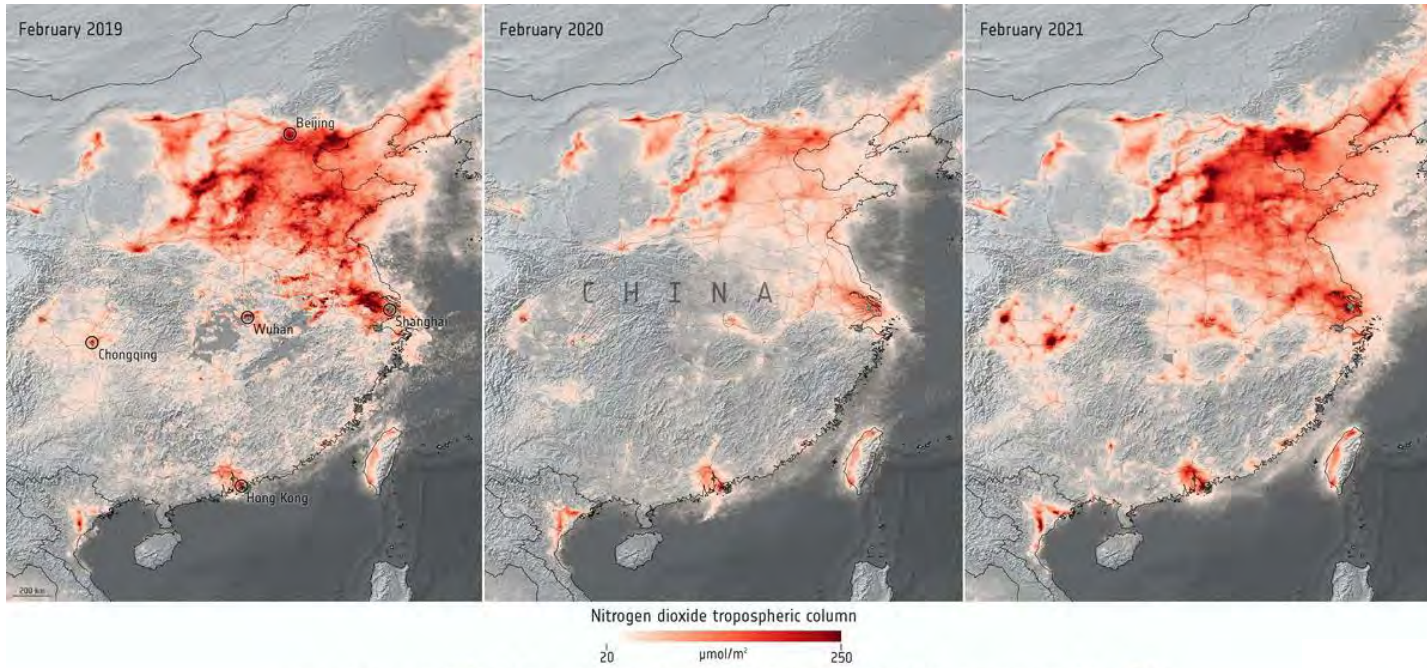 February 2019
February 2020
February 2021
Beijing
CHINA
Wuhan
Shanghai
Chongqing
Hong Kong
200 km
Nitrogen dioxide tropospheric column
20
µmol/m²
250